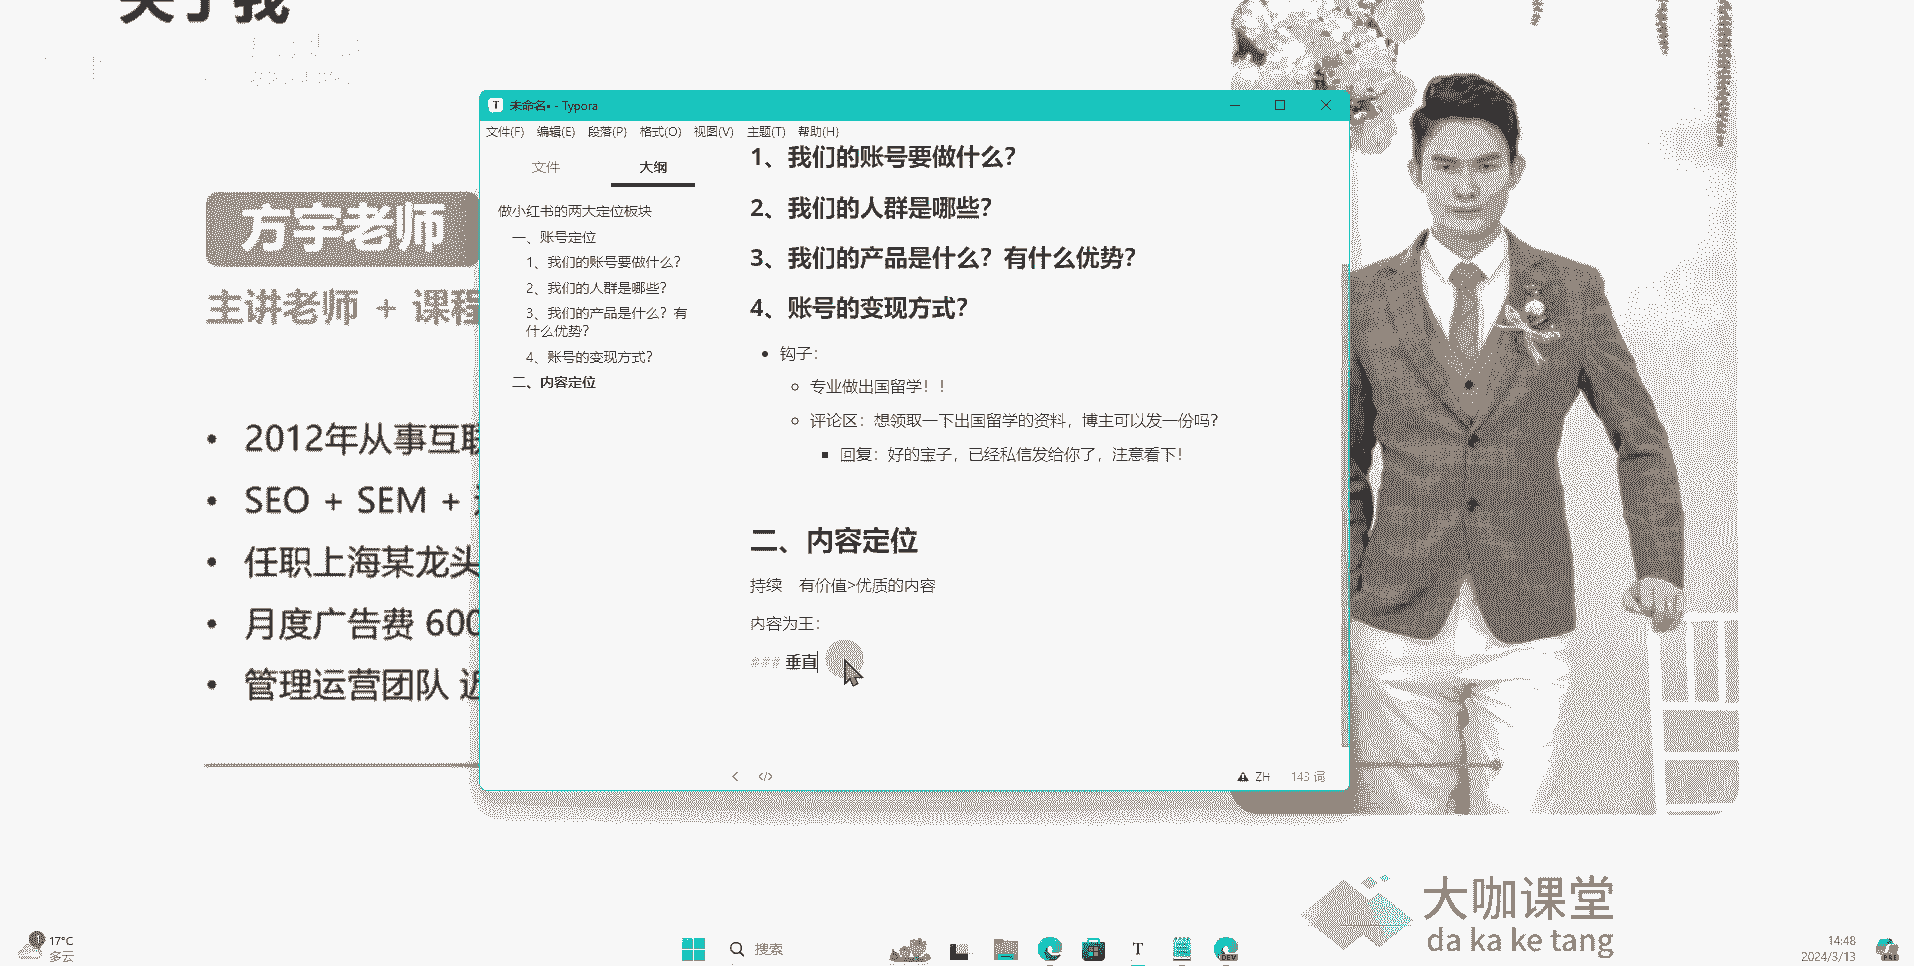 关于我
方宇老师
主讲老师 + 课程
• 2012年从事互联
• SEO + SEM +
• 任职上海某龙头
• 月度广告费 600
• 管理运营团队 近
T 未命名• - Typora
文件(F) 编辑(E) 段落(P) 格式(O) 视图(V) 主题(T) 帮助(H)
文件 大纲
做小红书的两大定位板块
一、账号定位
1、我们的账号要做什么？
2、我们的人群是哪些？
3、我们的产品是什么？有
什么优势？
4、账号的变现方式？
二、内容定位
1、我们的账号要做什么？
2、我们的人群是哪些？
3、我们的产品是什么？有什么优势？
4、账号的变现方式？
• 钩子：
专业做出国留学！！
评论区：想领取一下出国留学的资料，博主可以发一份吗？
回复：好的宝子，已经私信发给你了，注意看下！
二、内容定位
持续 有价值>优质的内容
内容为王：
### 垂直
ZH 143 词
大咖课堂
da ka ke tang
1
17°C
多云
搜索
T
DEV
14:48
2024/3/13
PRE